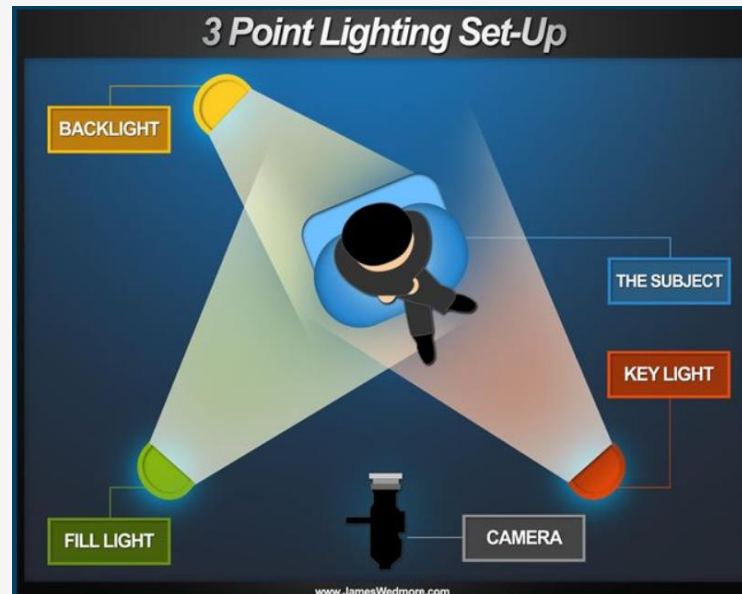 3 Point Lighting Set-Up
BACKLIGHT
THE SUBJECT
KEY LIGHT
FILL LIGHT
CAMERA
www.JamesWedmore.com